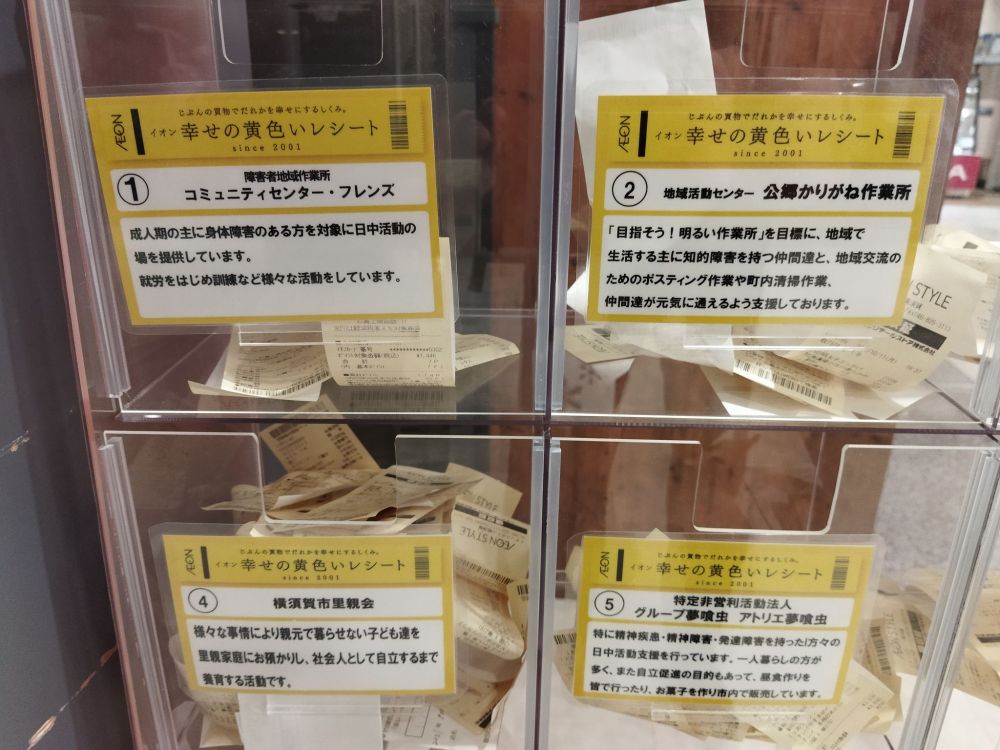 ÆON
じぶんの買物でだれかを幸せにするしくみ。
イオン 幸せの黄色いレシート
since 2001
① 障害者地域作業所
コミュニティセンター・フレンズ
成人期の主に身体障害のある方を対象に日中活動の
場を提供しています。
就労をはじめ訓練など様々な活動をしています。
ÆON
じぶんの買物でだれかを幸せにするしくみ。
イオン 幸せの黄色いレシート
since 2001
② 地域活動センター 公郷かりがね作業所
「目指そう!明るい作業所」を目標に、地域で
生活する主に知的障害を持つ仲間達と、地域交流の
ためのポスティング作業や町内清掃作業、
仲間達が元気に通えるよう支援しております。
ÆON
じぶんの買物でだれかを幸せにするしくみ。
イオン 幸せの黄色いレシート
since 2001
④ 横須賀市里親会
様々な事情により親元で暮らせない子ども達を
里親家庭にお預かりし、社会人として自立するまで
養育する活動です。
ÆON
じぶんの買物でだれかを幸せにするしくみ。
イオン 幸せの黄色いレシート
since 2001
⑤ 特定非営利活動法人
グループ夢喰虫 アトリエ夢喰虫
特に精神疾患・精神障害・発達障害を持った方々の
日中活動支援を行っています。一人暮らしの方が
多く、また自立促進の目的もあって、昼食作りを
皆で行ったり、お菓子を作り市内で販売しています。
ÆON STYLE
STYLE